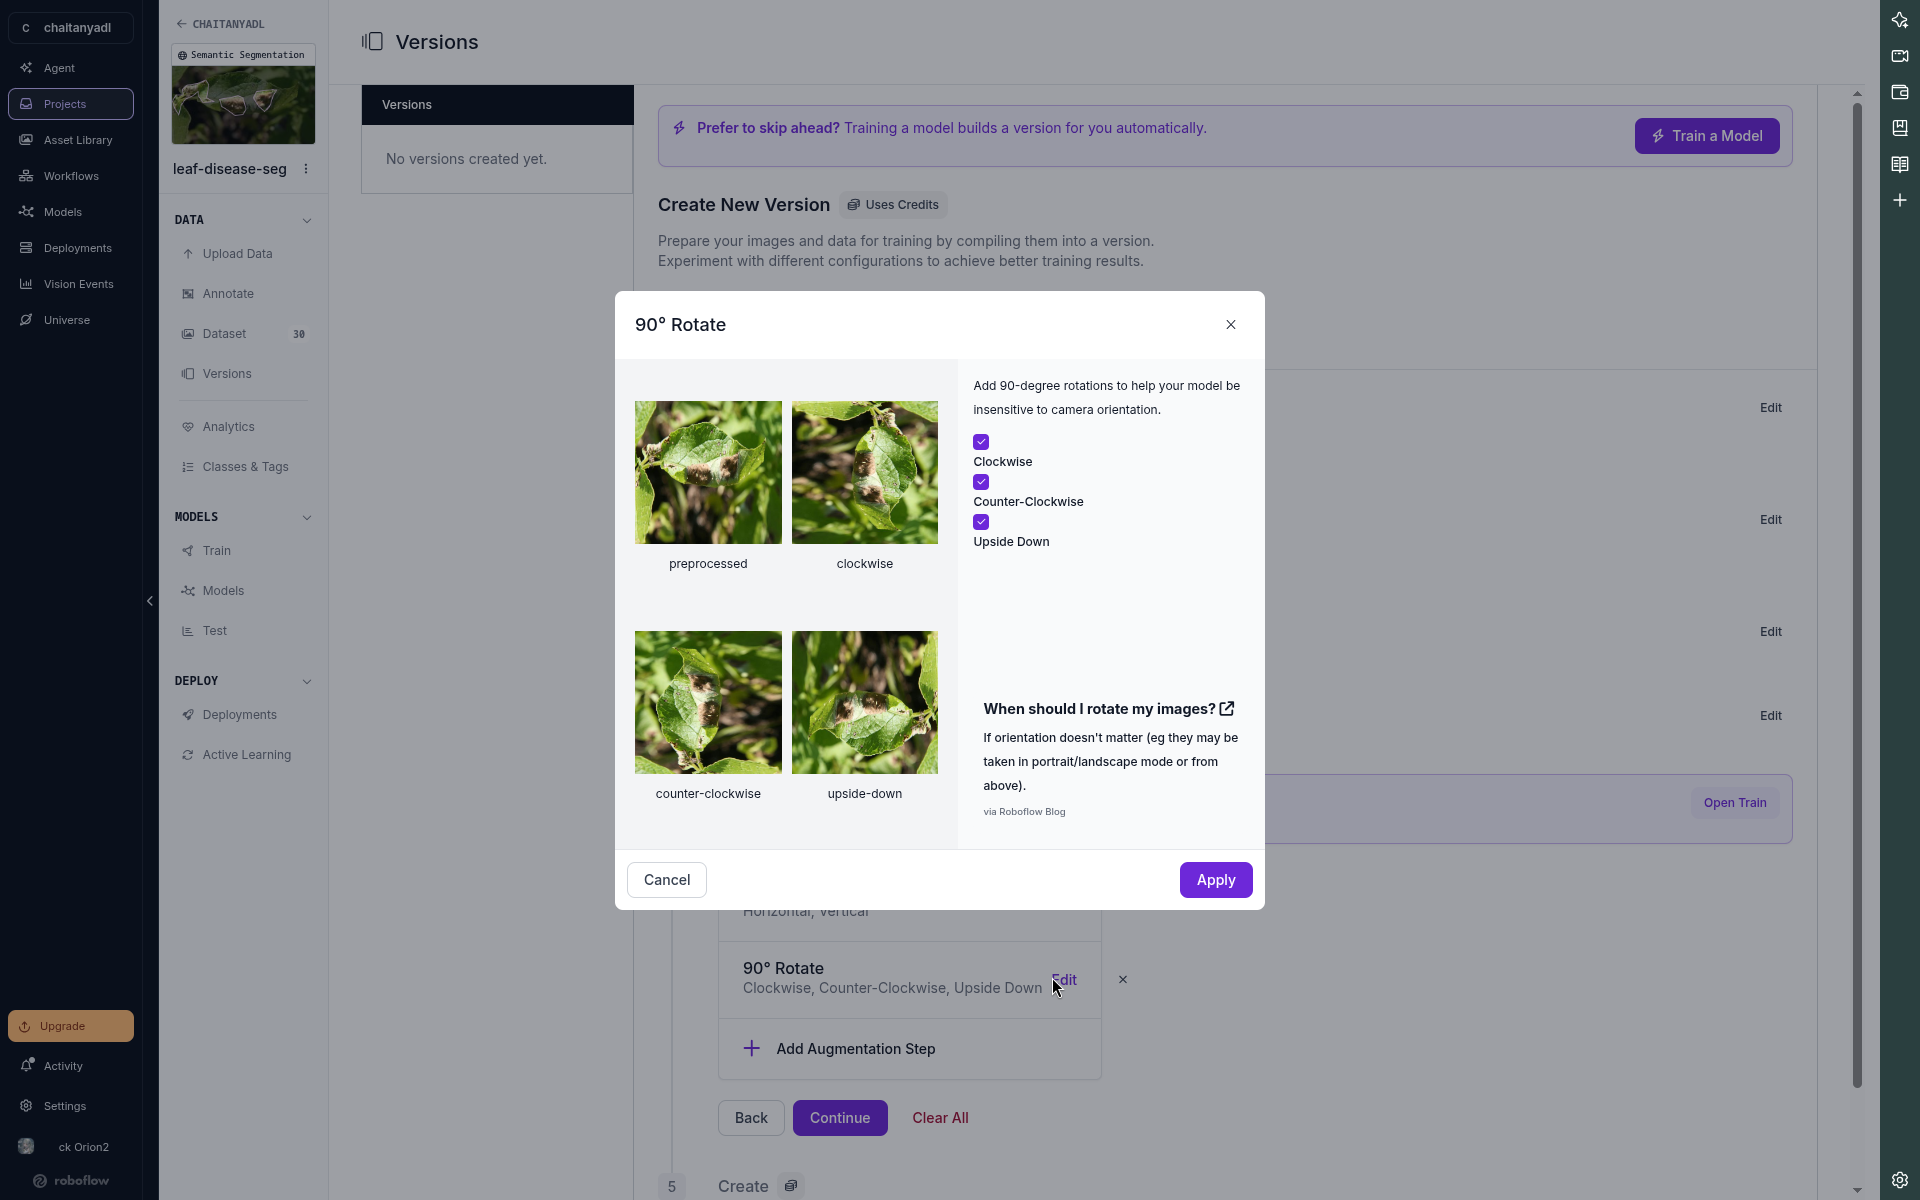 C
chaitanyadl
Agent
Projects
Asset Library
Workflows
Models
Deployments
Vision Events
Universe
Upgrade
Activity
Settings
ck Orion2
roboflow
CHAITANYADL
Semantic Segmentation
leaf-disease-seg
DATA
Upload Data
Annotate
Dataset
30
Versions
Analytics
Classes & Tags
MODELS
Train
Models
Test
DEPLOY
Deployments
Active Learning
Versions
Versions
No versions created yet.
Prefer to skip ahead? Training a model builds a version for you automatically.
Train a Model
Create New Version
Uses Credits
Prepare your images and data for training by compiling them into a version.
Experiment with different configurations to achieve better training results.
Edit
Edit
Edit
Edit
Open Train
90° Rotate
preprocessed
clockwise
counter-clockwise
upside-down
Add 90-degree rotations to help your model be
insensitive to camera orientation.
Clockwise
Counter-Clockwise
Upside Down
When should I rotate my images?
If orientation doesn't matter (eg they may be
taken in portrait/landscape mode or from
above).
via Roboflow Blog
Cancel
Apply
Horizontal, Vertical
90° Rotate
Clockwise, Counter-Clockwise, Upside Down
Edit
Add Augmentation Step
Back
Continue
Clear All
5
Create